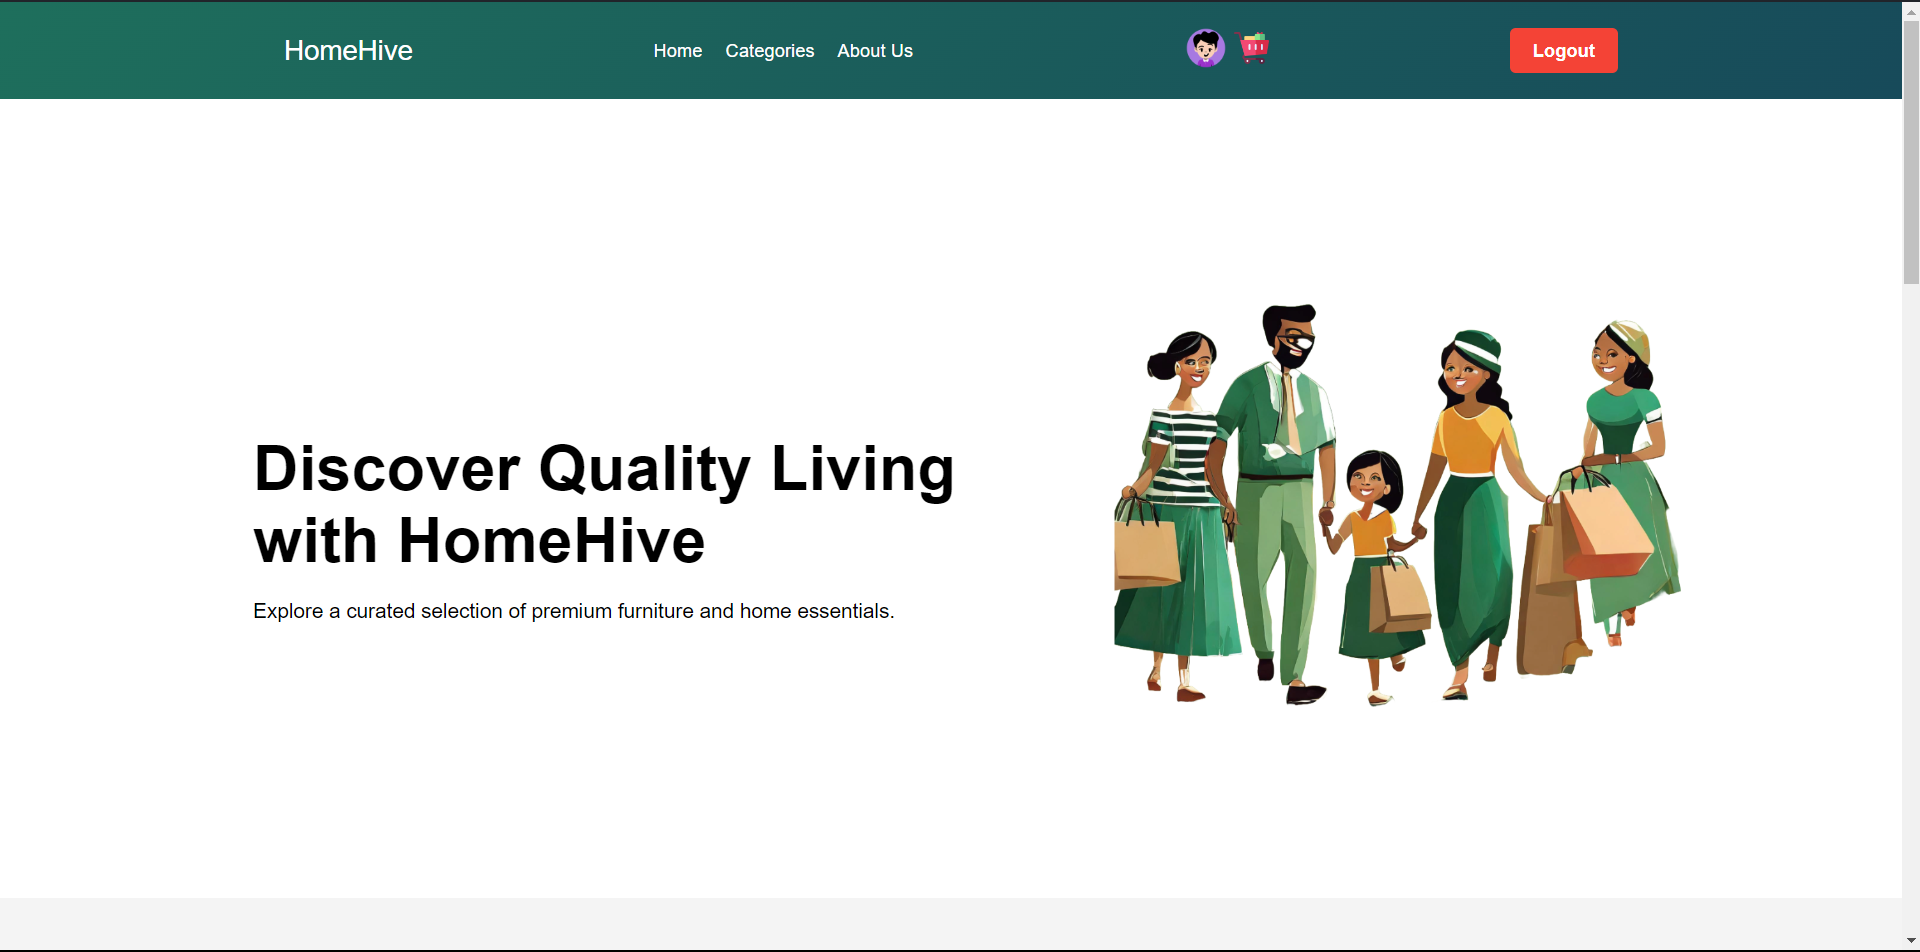 HomeHive
Home Categories About Us
Logout
Discover Quality Living
with HomeHive
Explore a curated selection of premium furniture and home essentials.